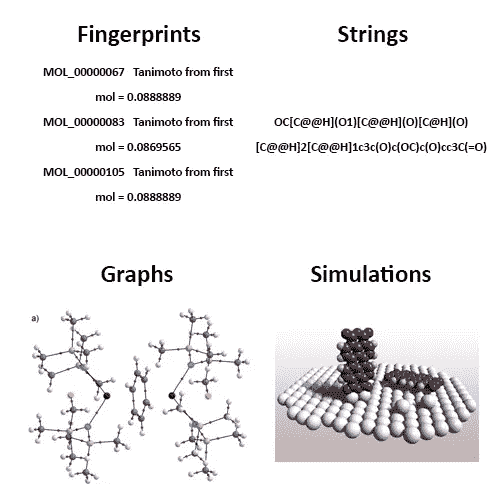 Fingerprints
MOL_00000067 Tanimoto from first
mol = 0.0888889
MOL_00000083 Tanimoto from first
mol = 0.0869565
MOL_00000105 Tanimoto from first
mol = 0.0888889
Strings
OC[C@@H](O1)[C@@H](O)[C@H](O)
[C@@H]2[C@@H]1c3c(O)c(OC)c(O)cc3C(=O)
Graphs
a)
Simulations